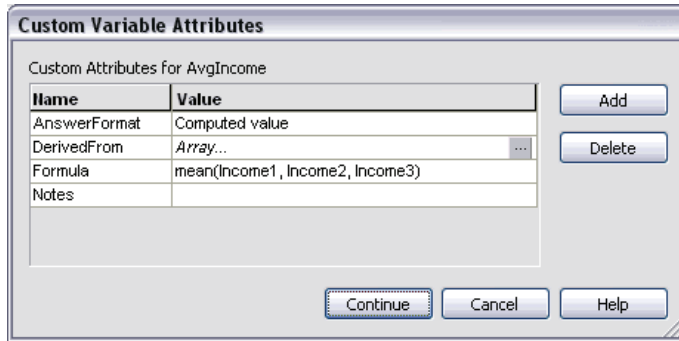 Custom Variable Attributes
Custom Attributes for AvgIncome
Name Value
AnswerFormat Computed value
DerivedFrom Array... ...
Formula mean(Income1, Income2, Income3)
Notes
Add
Delete
Continue Cancel Help